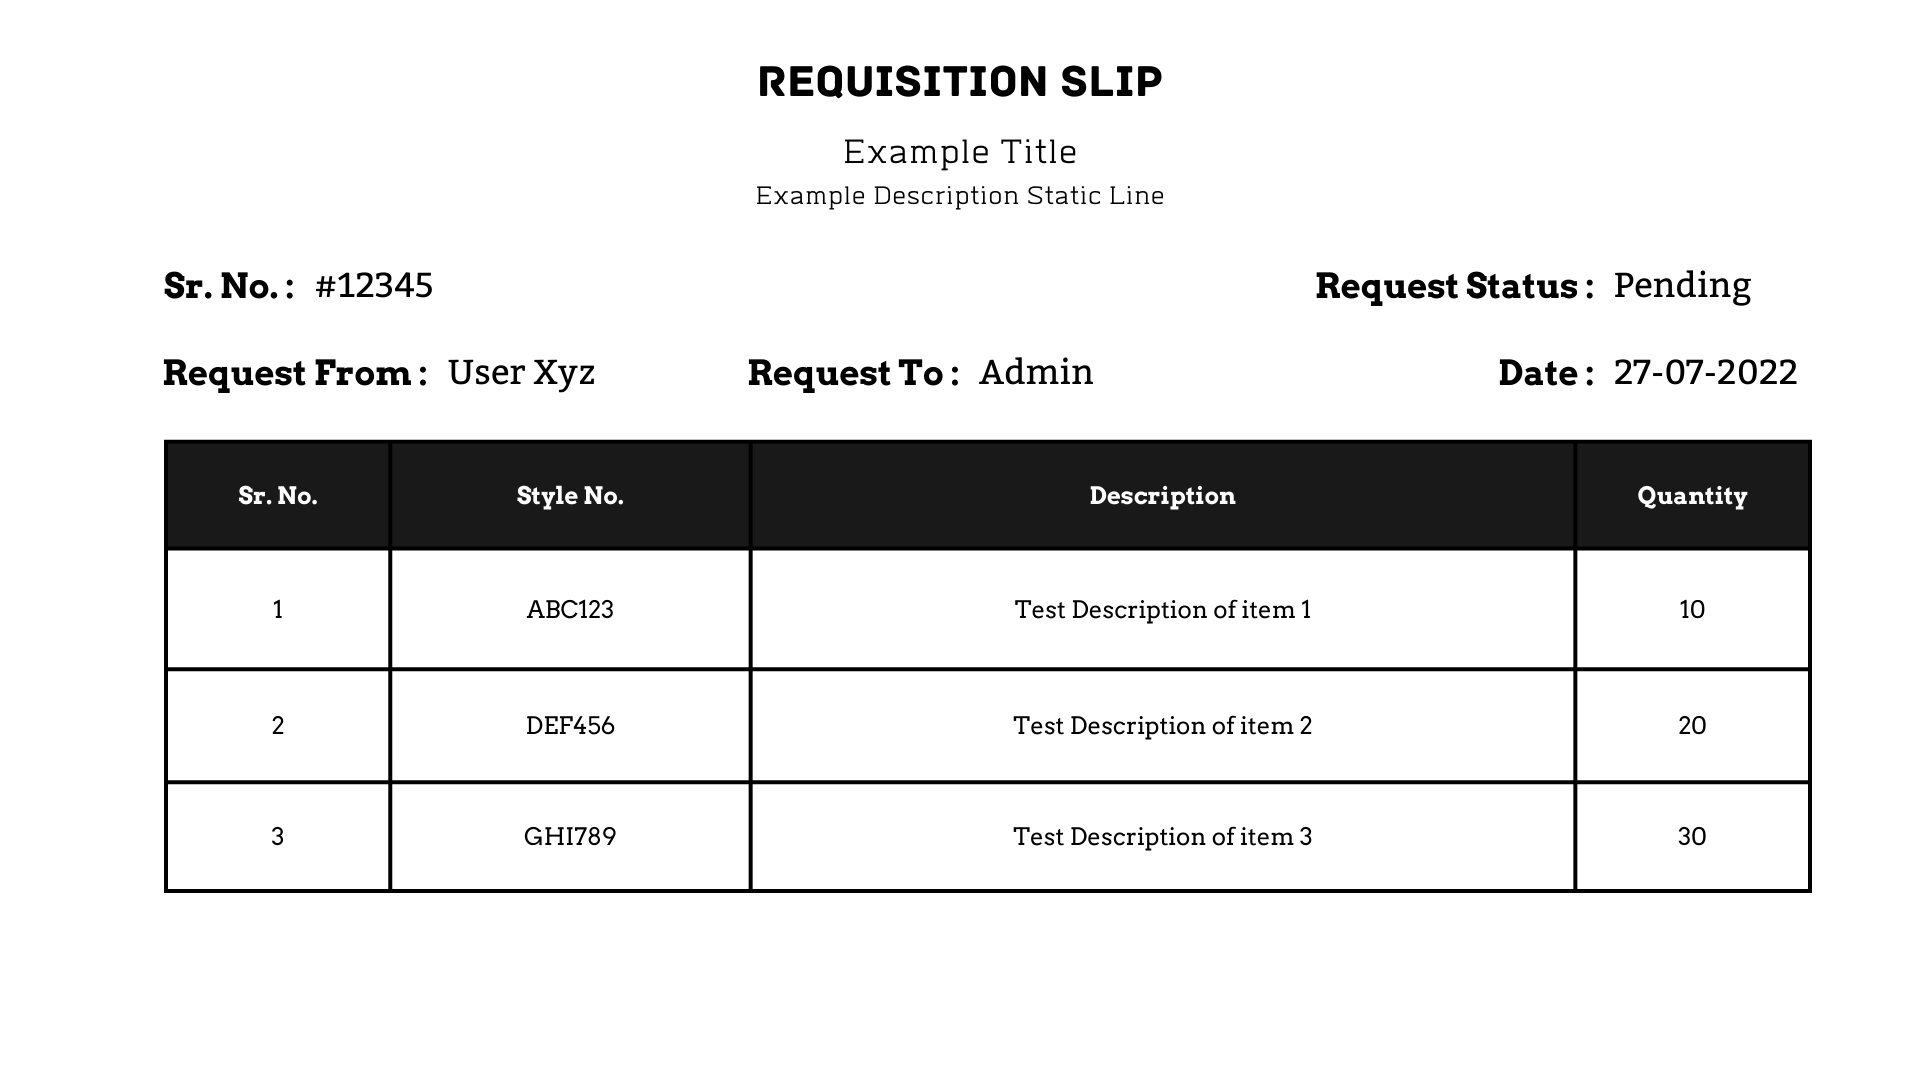 REQUISITION SLIP
Example Title
Example Description Static Line
Sr. No. : #12345 Request Status : Pending
Request From : User Xyz Request To : Admin Date : 27-07-2022
Sr. No. Style No. Description Quantity
1 ABC123 Test Description of item 1 10
2 DEF456 Test Description of item 2 20
3 GHI789 Test Description of item 3 30